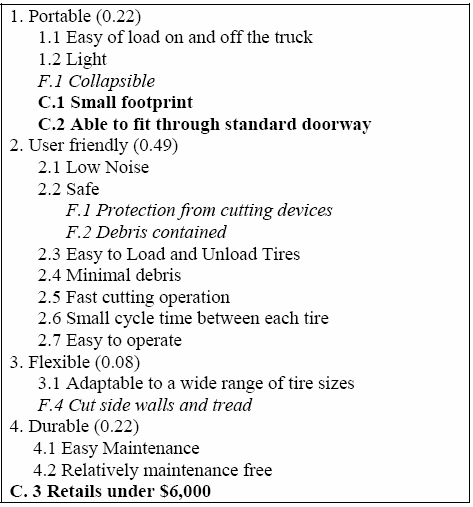 1. Portable (0.22)
1.1 Easy of load on and off the truck
1.2 Light
F.1 Collapsible
C.1 Small footprint
C.2 Able to fit through standard doorway
2. User friendly (0.49)
2.1 Low Noise
2.2 Safe
F.1 Protection from cutting devices
F.2 Debris contained
2.3 Easy to Load and Unload Tires
2.4 Minimal debris
2.5 Fast cutting operation
2.6 Small cycle time between each tire
2.7 Easy to operate
3. Flexible (0.08)
3.1 Adaptable to a wide range of tire sizes
F.4 Cut side walls and tread
4. Durable (0.22)
4.1 Easy Maintenance
4.2 Relatively maintenance free
C. 3 Retails under $6,000